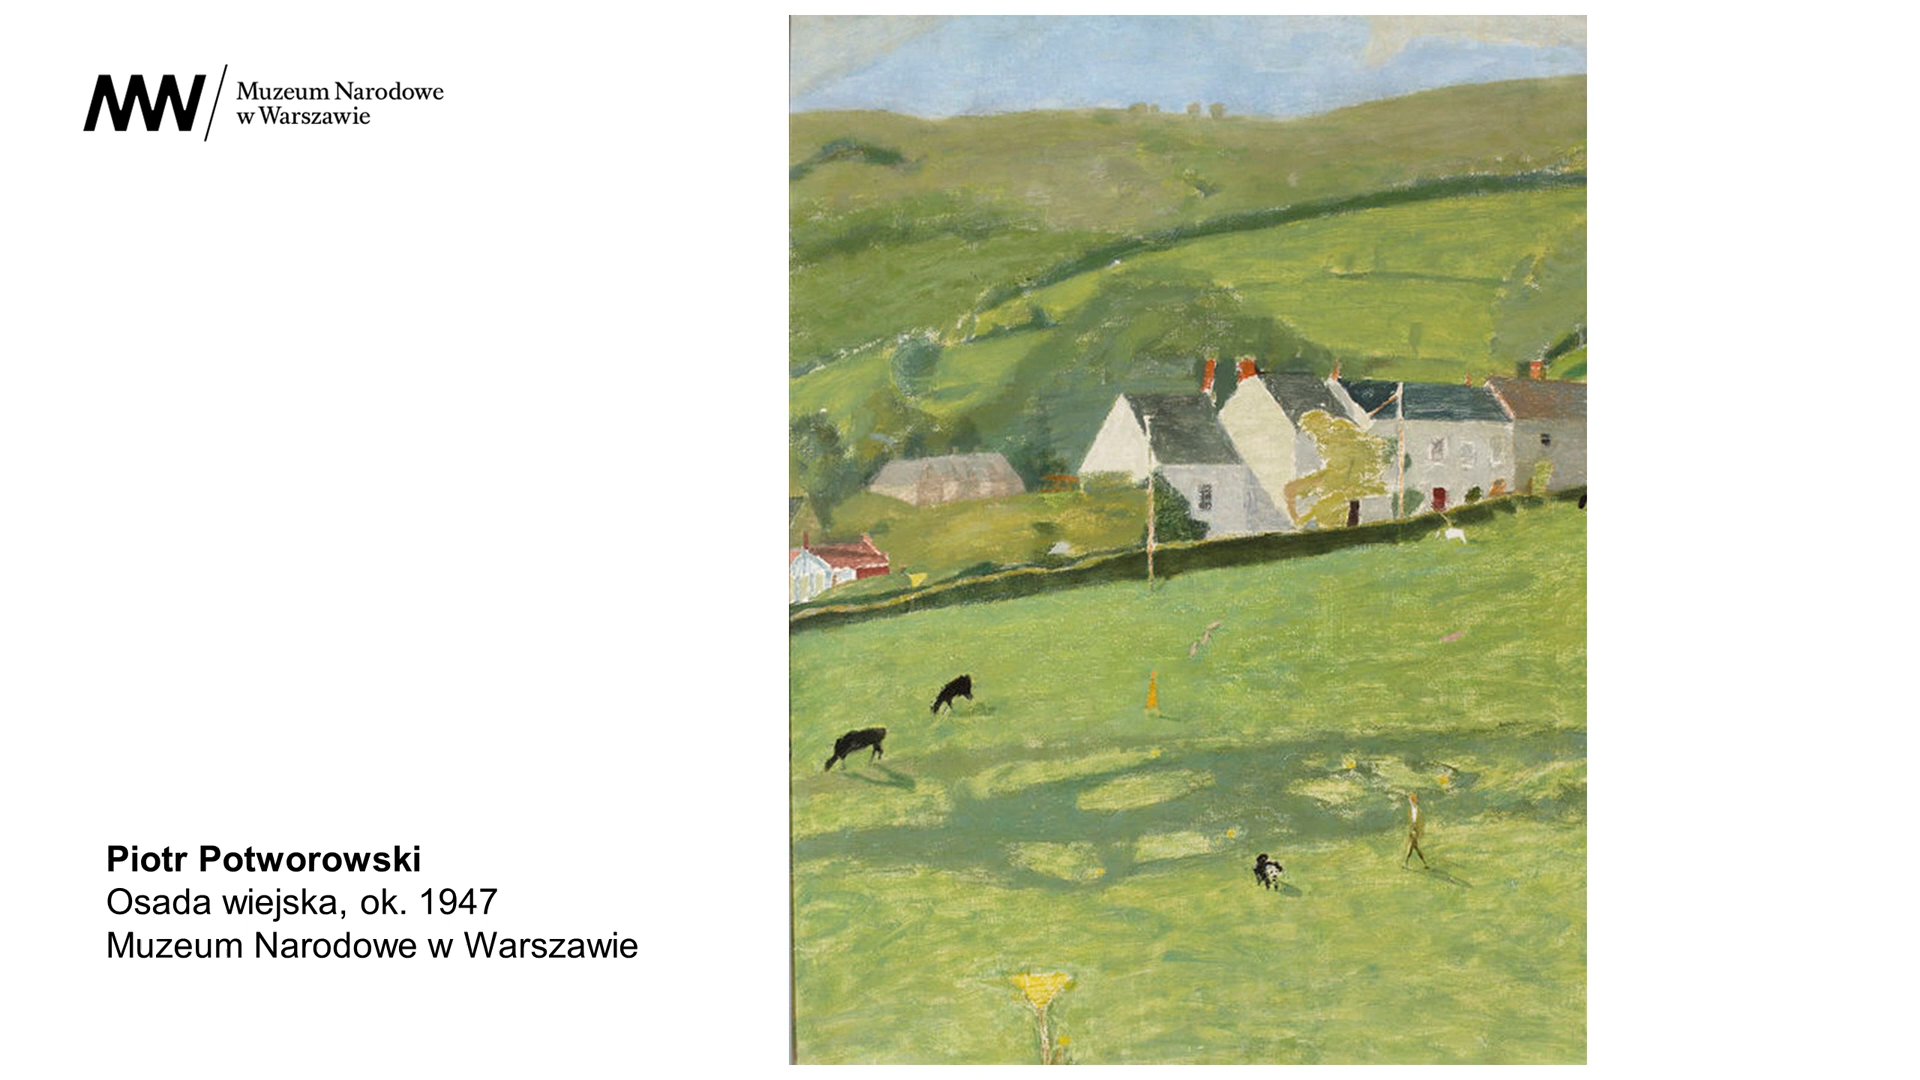 Muzeum Narodowe
w Warszawie
Piotr Potworowski
Osada wiejska, ok. 1947
Muzeum Narodowe w Warszawie